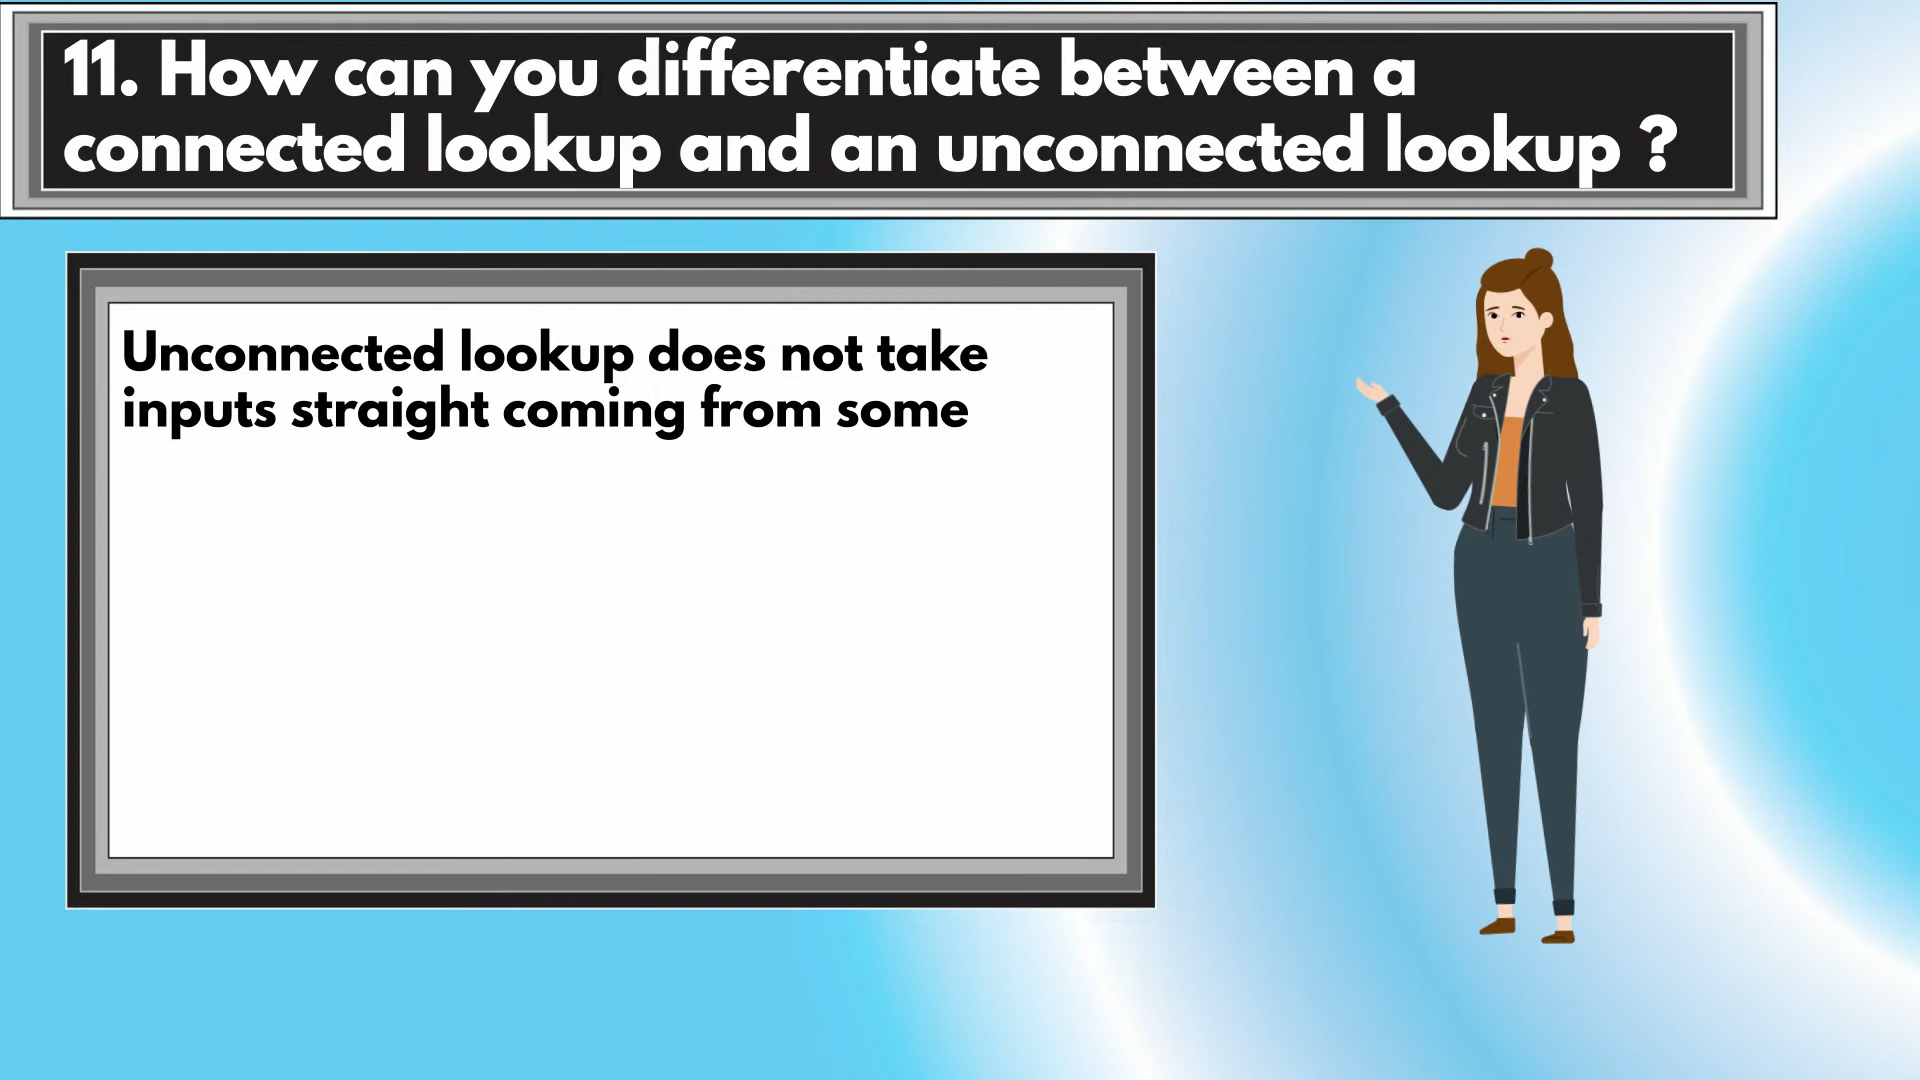 11. How can you differentiate between a
connected lookup and an unconnected lookup ?
Unconnected lookup does not take
inputs straight coming from some